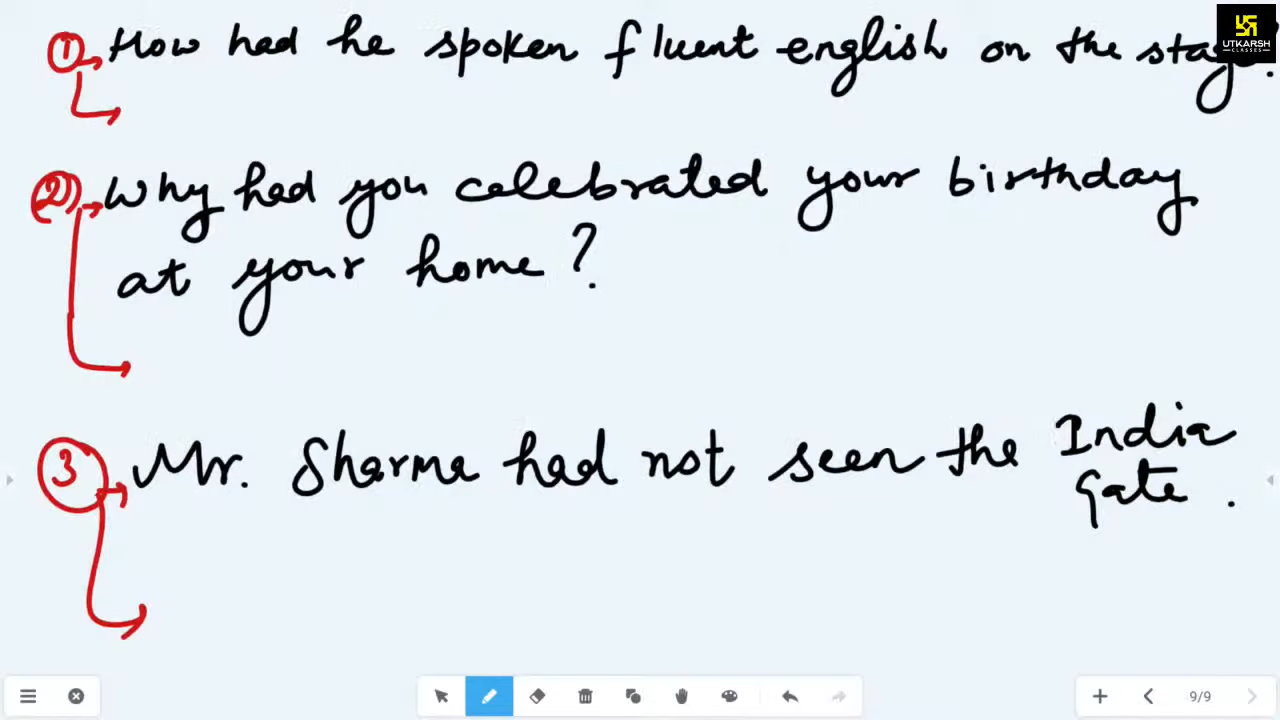 UTKARSH
CLASSES
① How had he spoken fluent english on the stage?
② Why had you celebrated your birthday
at your home ?
③ Mr. Sharma had not seen the India
Gate .
9/9